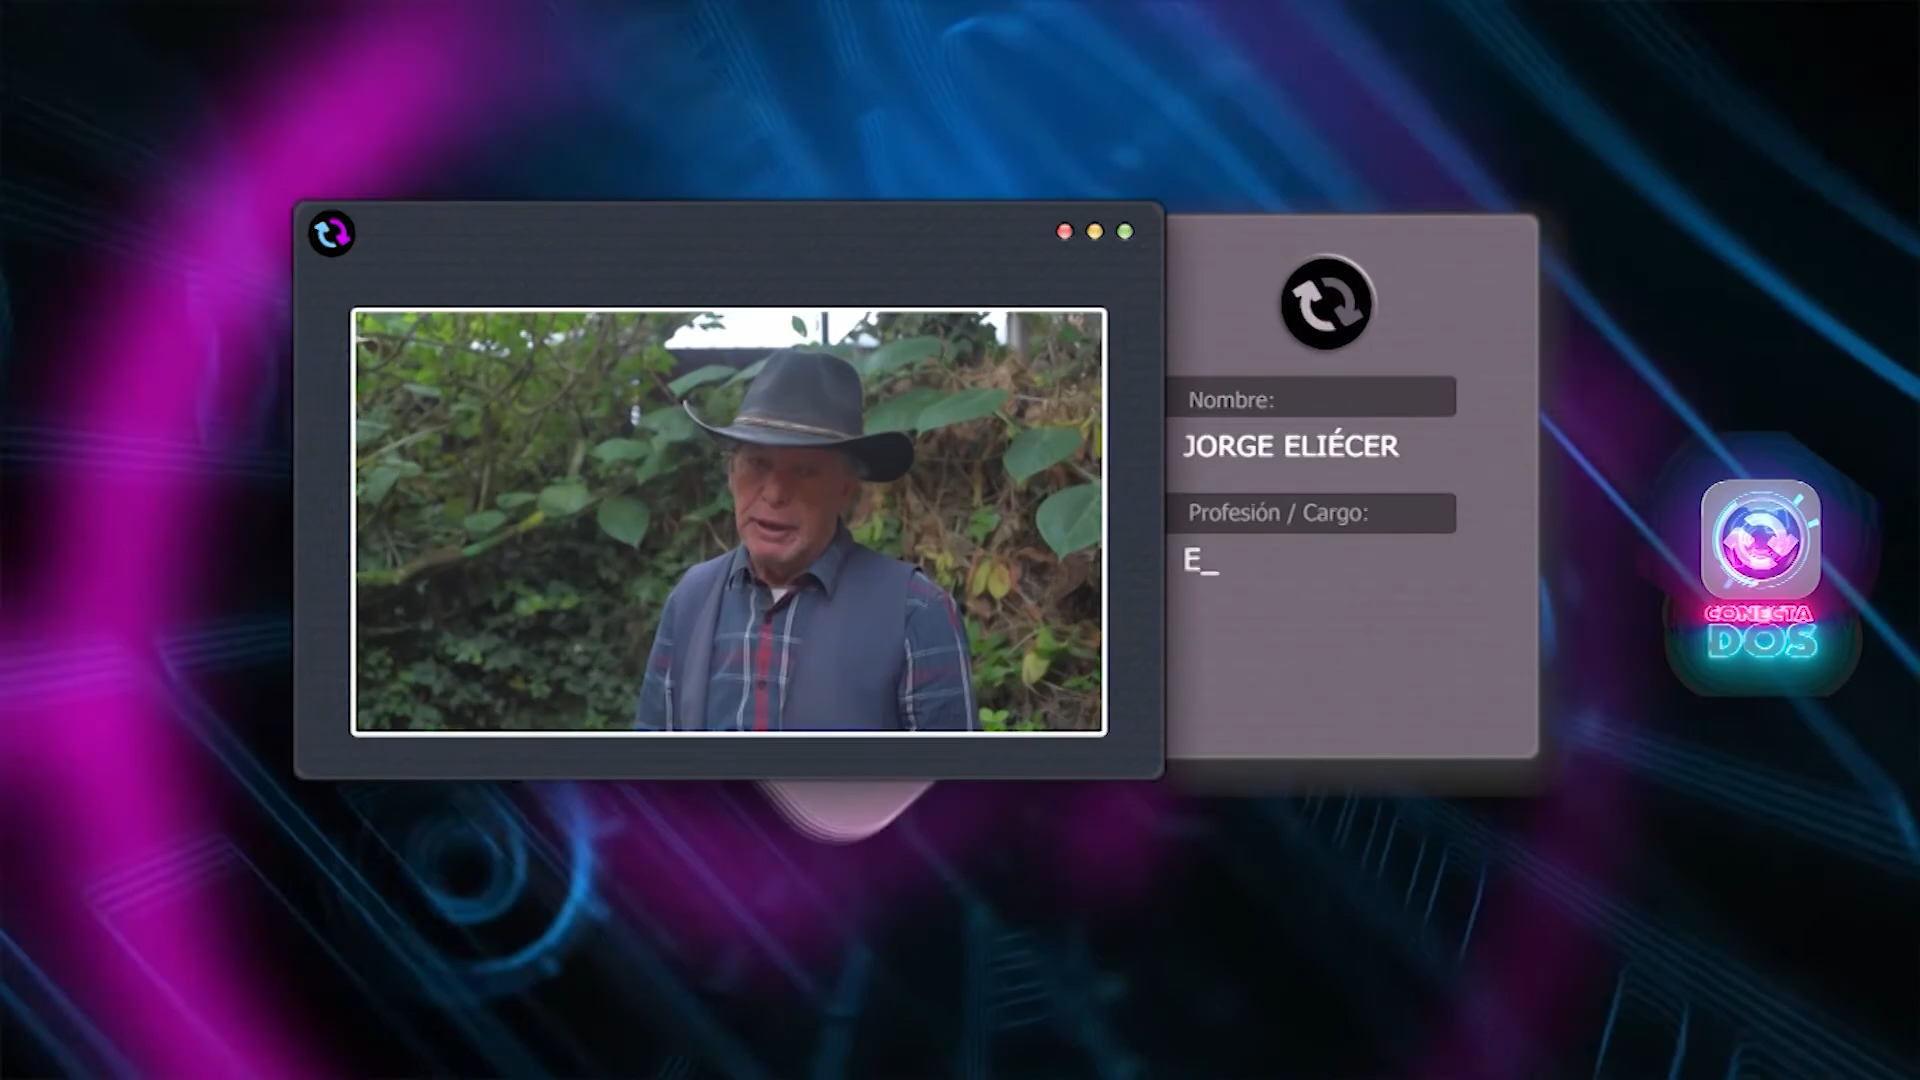 Nombre:
JORGE ELIÉCER
Profesión / Cargo:
E_
CONECTA
DOS